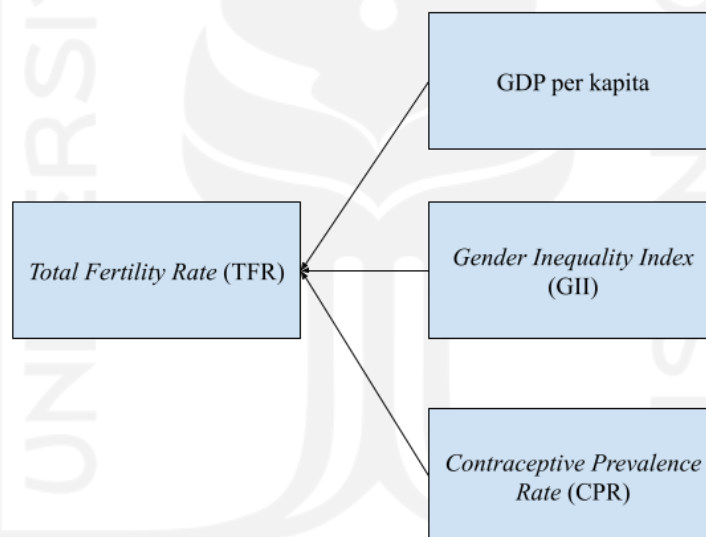 GDP per kapita
Total Fertility Rate (TFR)
Gender Inequality Index
(GII)
Contraceptive Prevalence
Rate (CPR)